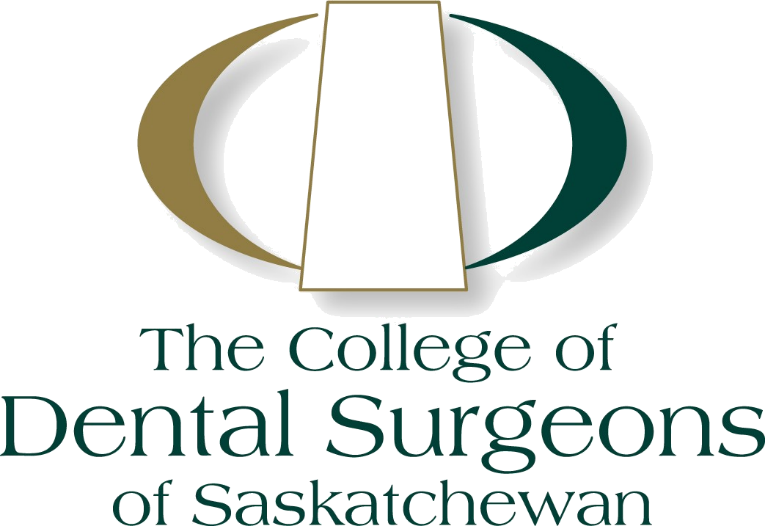 The College of
Dental Surgeons
of Saskatchewan